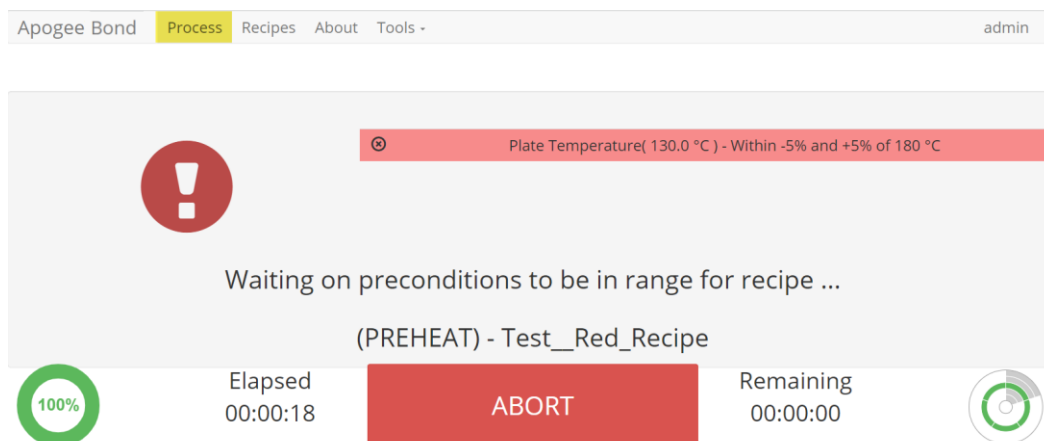 Apogee Bond Process Recipes About Tools admin
Plate Temperature( 130.0 °C ) - Within -5% and +5% of 180 °C
Waiting on preconditions to be in range for recipe ...
(PREHEAT) - Test__Red_Recipe
100% Elapsed 00:00:18 ABORT Remaining 00:00:00